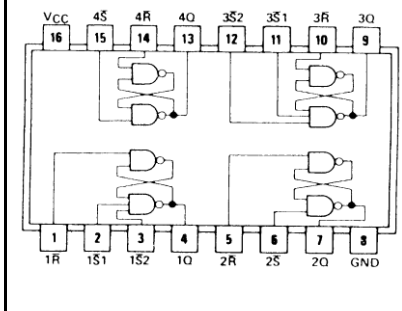 VCC 4S̅ 4R̅ 4Q 3S̅2 3S̅1 3R̅ 3Q
16 15 14 13 12 11 10 9
1 2 3 4 5 6 7 8
1R̅ 1S̅1 1S̅2 1Q 2R̅ 2S̅ 2Q GND